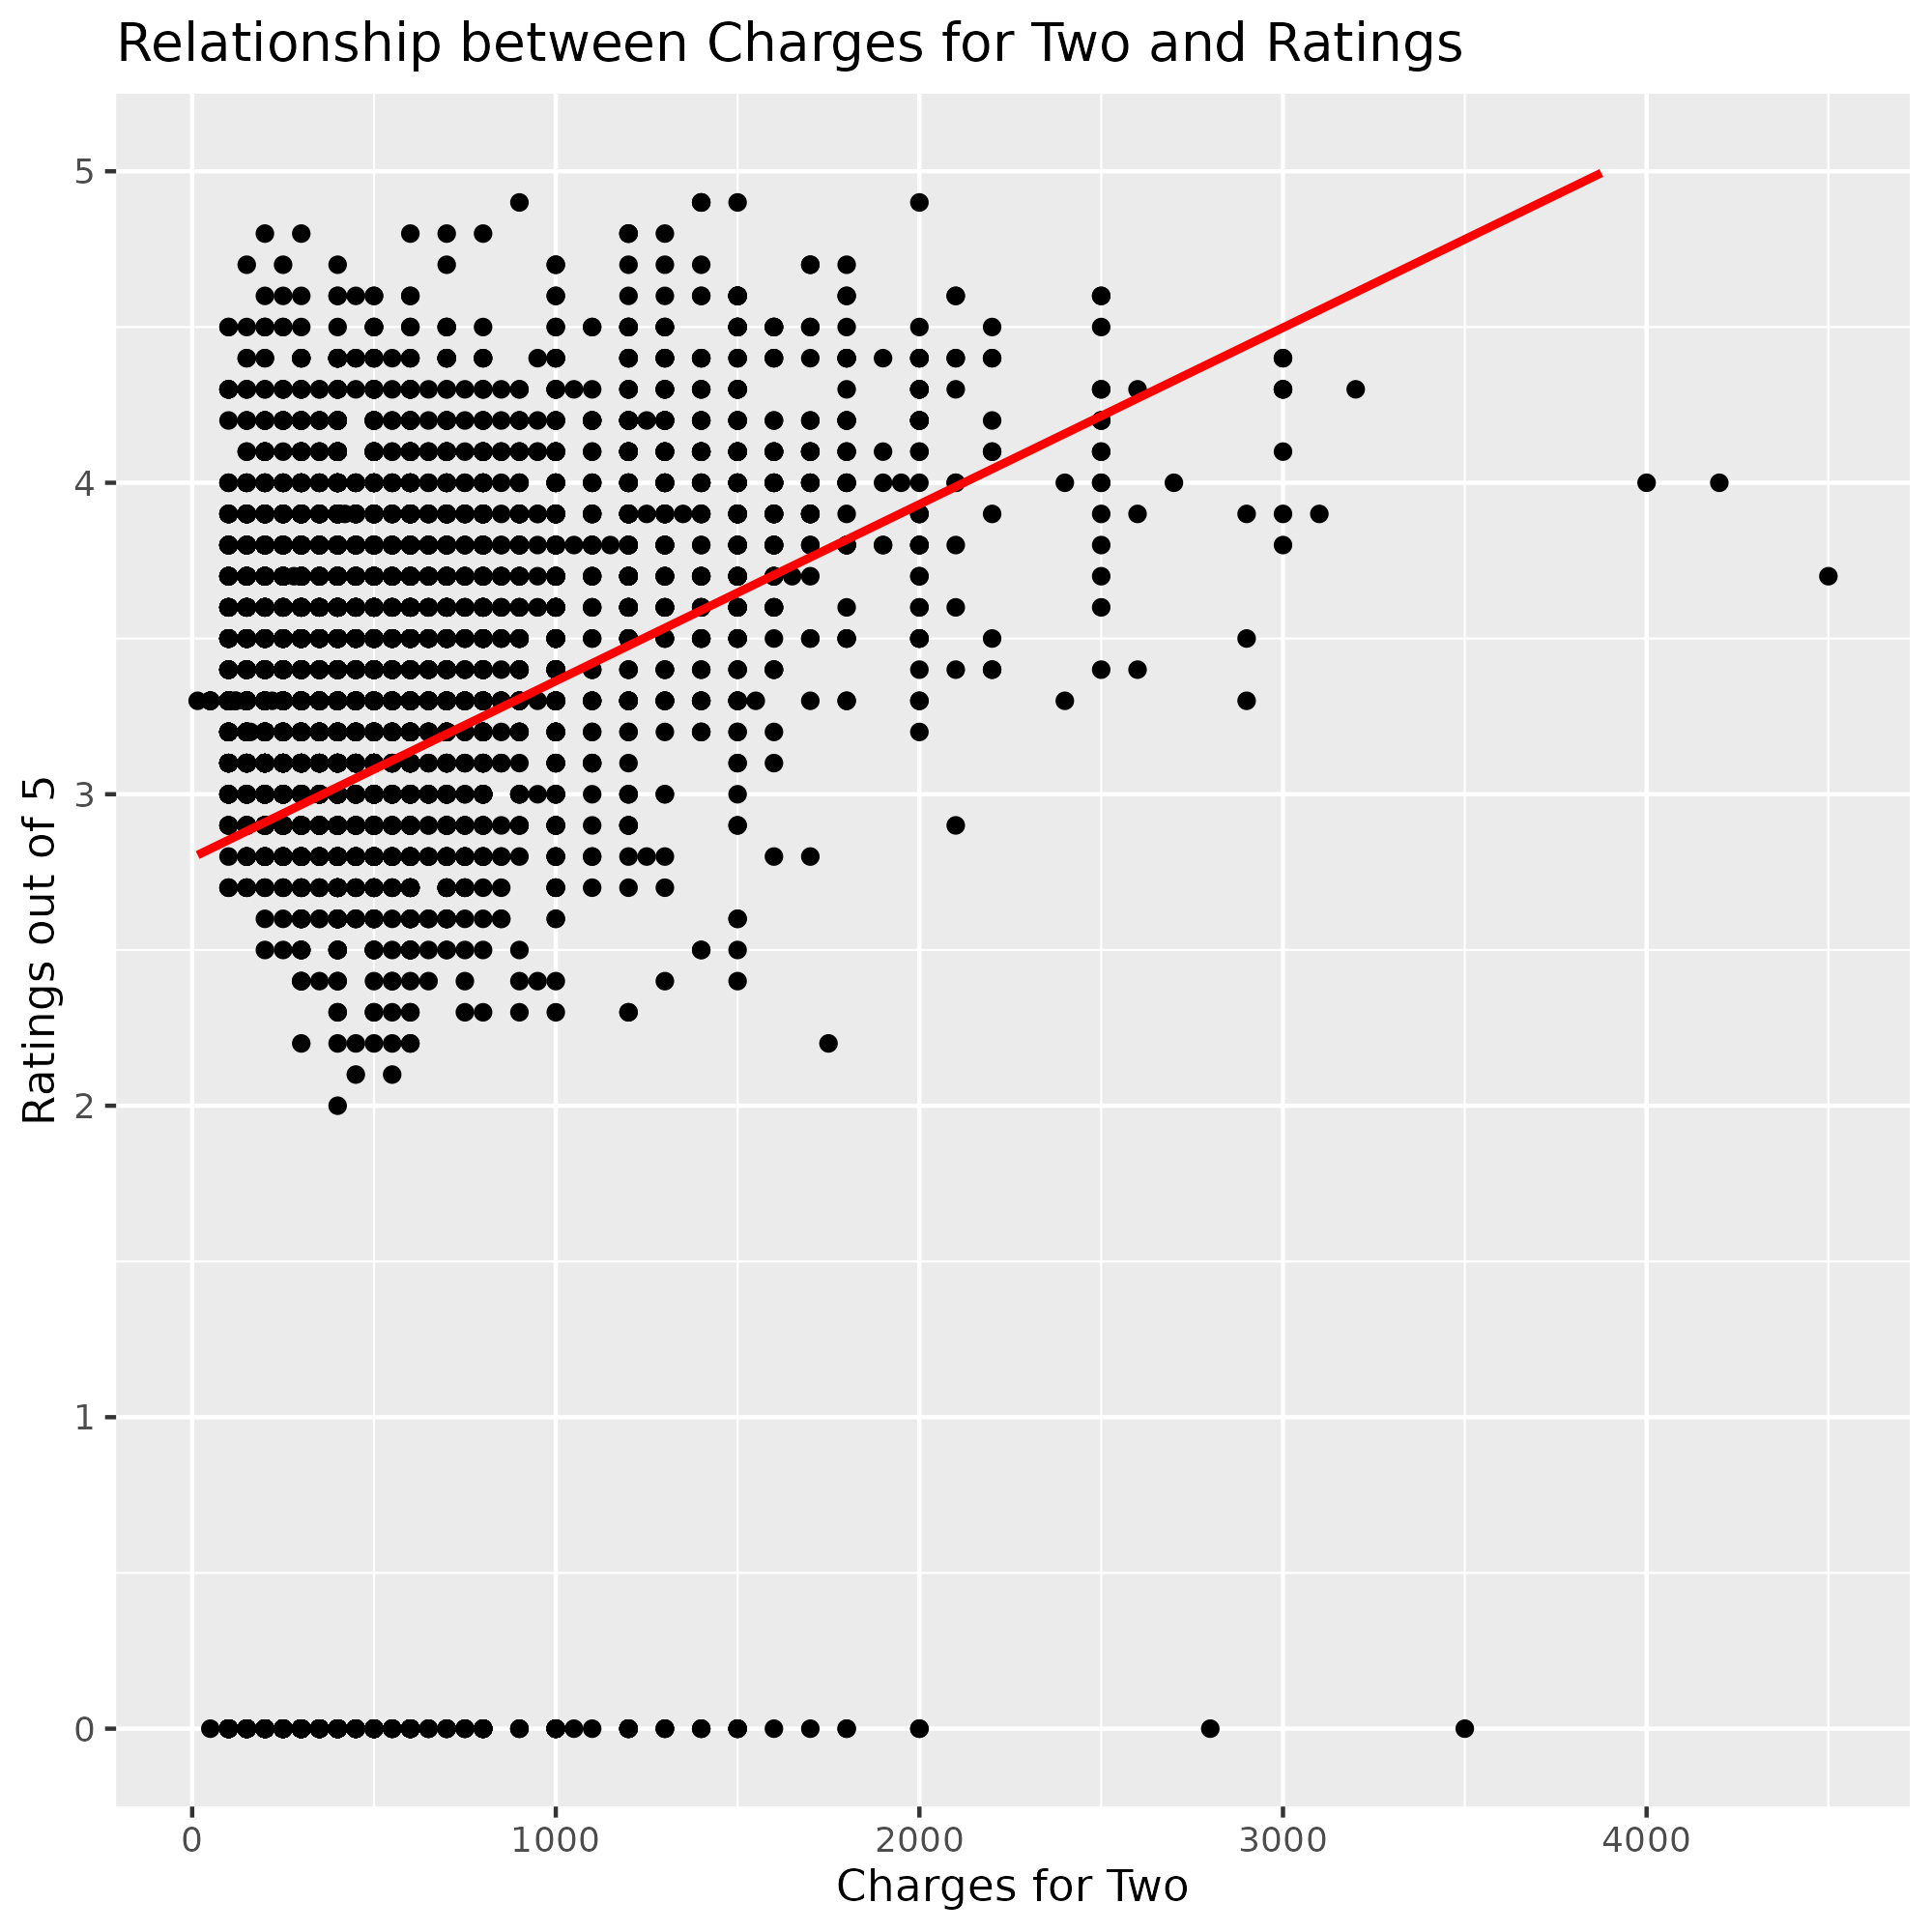 Relationship between Charges for Two and Ratings
Ratings out of 5
5
4
3
2
1
0
0 1000 2000 3000 4000
Charges for Two